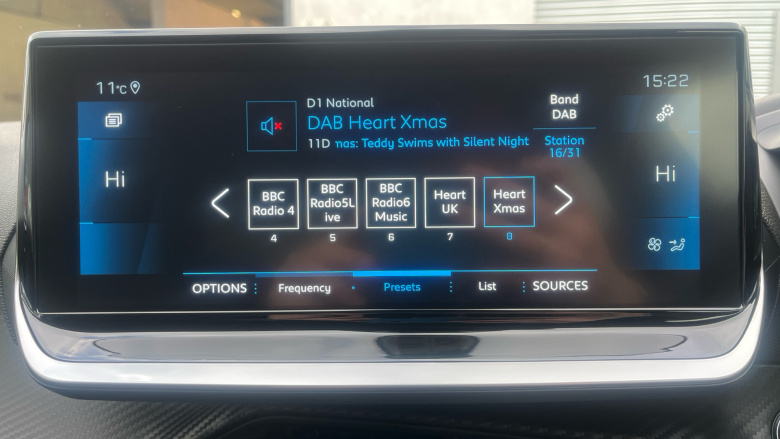 11°C
15:22
D1 National
DAB Heart Xmas
11D mas: Teddy Swims with Silent Night
Band
DAB
Station
16/31
Hi
Hi
BBC
Radio 4
4
BBC
Radio5L
ive
5
BBC
Radio6
Music
6
Heart
UK
7
Heart
Xmas
8
OPTIONS
Frequency
Presets
List
SOURCES